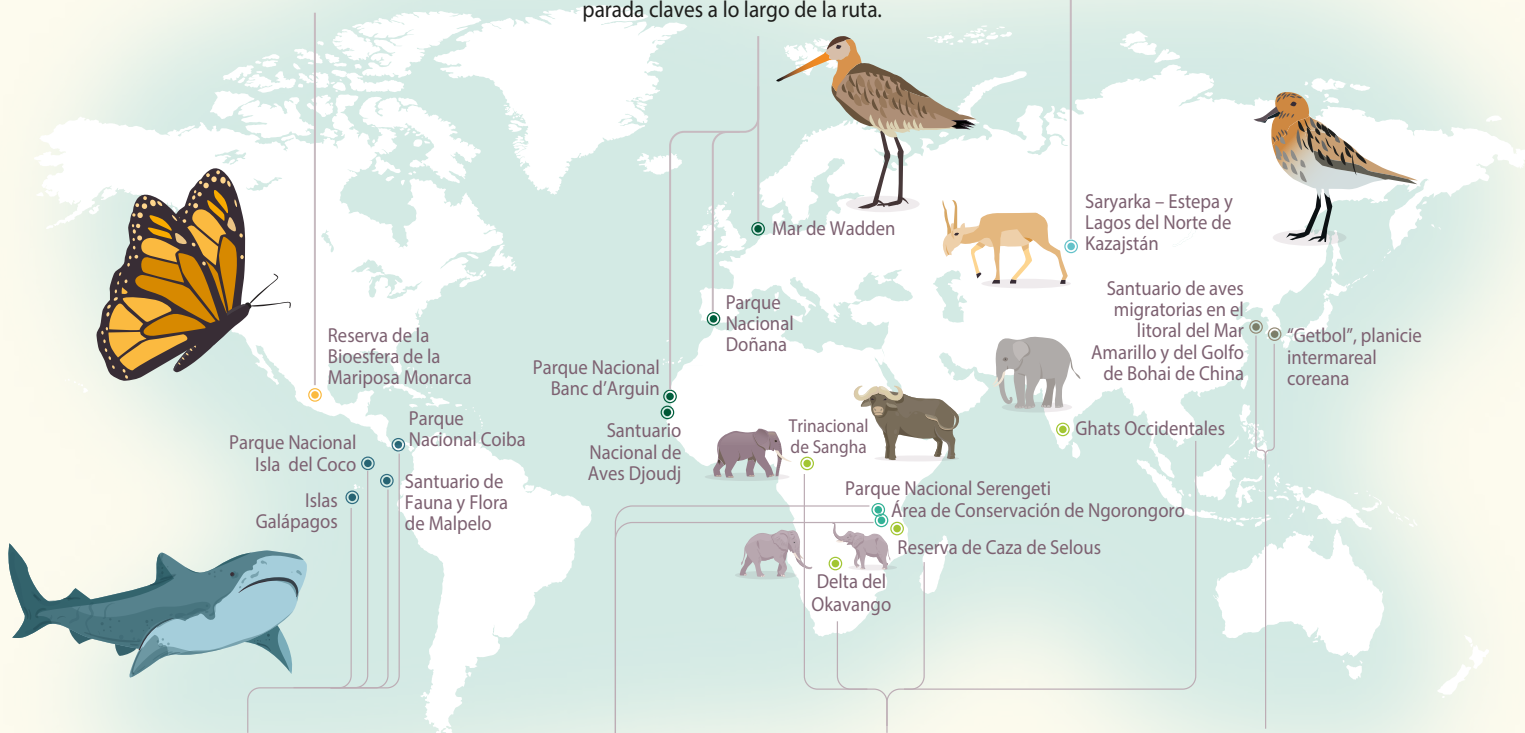 parada claves a lo largo de la ruta.
Mar de Wadden
Saryarka – Estepa y
Lagos del Norte de
Kazajstán
Parque
Nacional
Doñana
Santuario de aves
migratorias en el
litoral del Mar
Amarillo y del Golfo
de Bohai de China
“Getbol”, planicie
intermareal
coreana
Reserva de la
Bioesfera de la
Mariposa Monarca
Parque Nacional
Banc d’Arguin
Santuario
Nacional de
Aves Djoudj
Parque
Nacional Coiba
Parque Nacional
Isla del Coco
Santuario de
Fauna y Flora
de Malpelo
Islas
Galápagos
Trinacional
de Sangha
Ghats Occidentales
Parque Nacional Serengeti
Área de Conservación de Ngorongoro
Reserva de Caza de Selous
Delta del
Okavango